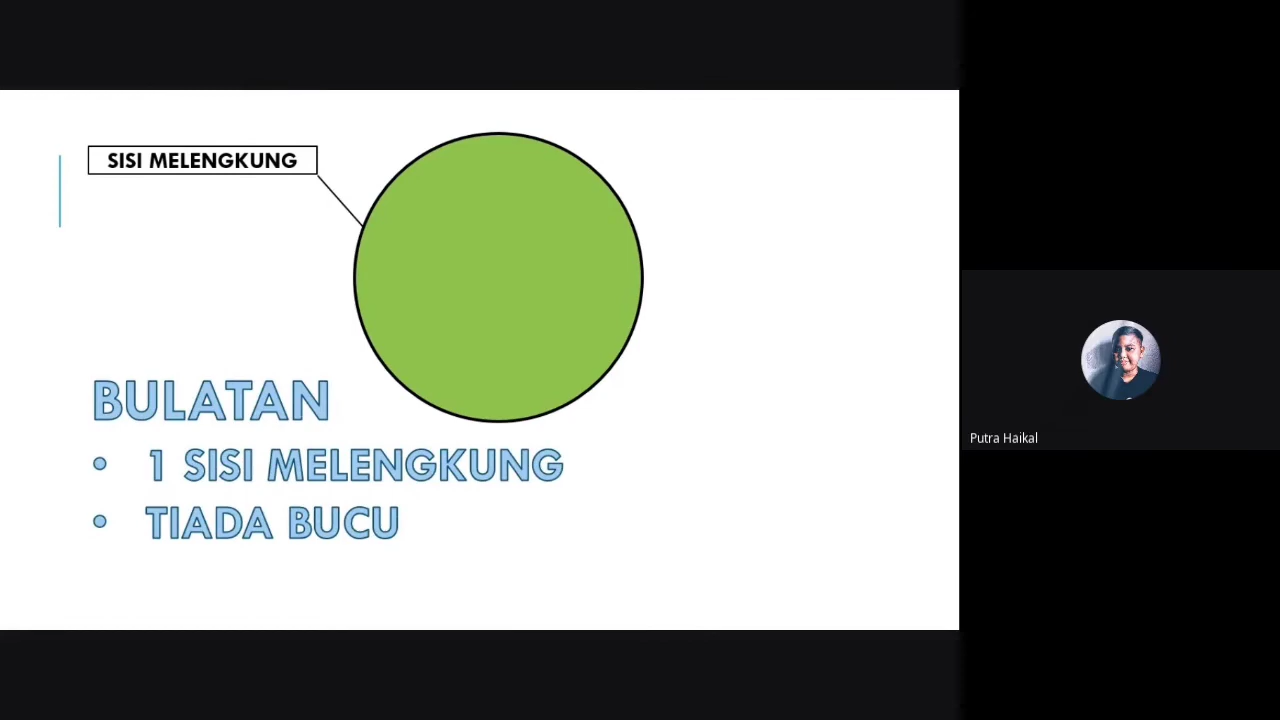 SISI MELENGKUNG
BULATAN
• 1 SISI MELENGKUNG
• TIADA BUCU
Putra Haikal